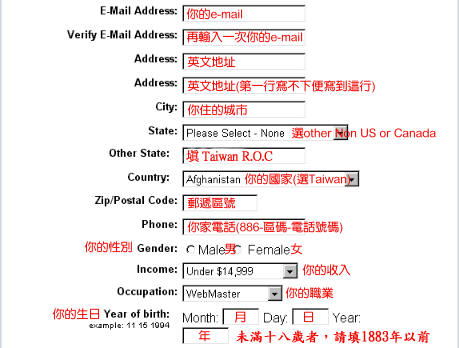 E-Mail Address: 你的e-mail
Verify E-Mail Address: 再輸入一次你的e-mail
Address: 英文地址
Address: 英文地址(第一行寫不下便寫到這行)
City: 你住的城市
State: Please Select - None 選other Non US or Canada
Other State: 填 Taiwan R.O.C
Country: Afghanistan 你的國家(選Taiwan)
Zip/Postal Code: 郵遞區號
Phone: 你家電話(886-區碼-電話號碼)
你的性別 Gender: Male男 Female女
Income: Under $14,999 你的收入
Occupation: WebMaster 你的職業
你的生日 Year of birth: Month: 月 Day: 日 Year:
example: 11 15 1994
年 未滿十八歲者，請填1883年以前